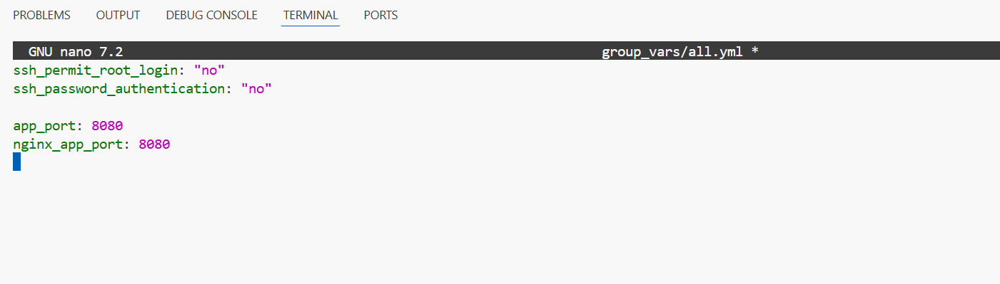 PROBLEMS OUTPUT DEBUG CONSOLE TERMINAL PORTS
GNU nano 7.2 group_vars/all.yml *
ssh_permit_root_login: "no"
ssh_password_authentication: "no"
app_port: 8080
nginx_app_port: 8080